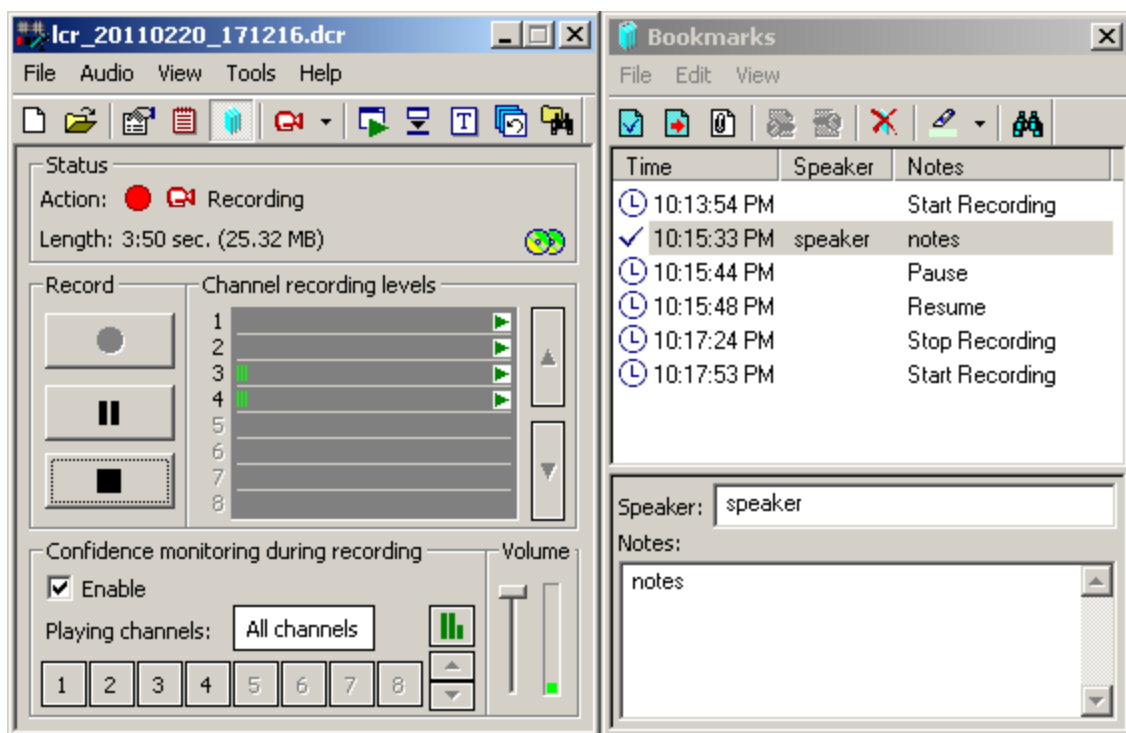 lcr_20110220_171216.dcr
File Audio View Tools Help
T
Status
Action: Recording
Length: 3:50 sec. (25.32 MB)
Record
Channel recording levels
1
2
3
4
5
6
7
8
Confidence monitoring during recording
Enable
Playing channels: All channels
1 2 3 4 5 6 7 8
Volume
Bookmarks
File Edit View
Time Speaker Notes
10:13:54 PM Start Recording
10:15:33 PM speaker notes
10:15:44 PM Pause
10:15:48 PM Resume
10:17:24 PM Stop Recording
10:17:53 PM Start Recording
Speaker: speaker
Notes:
notes